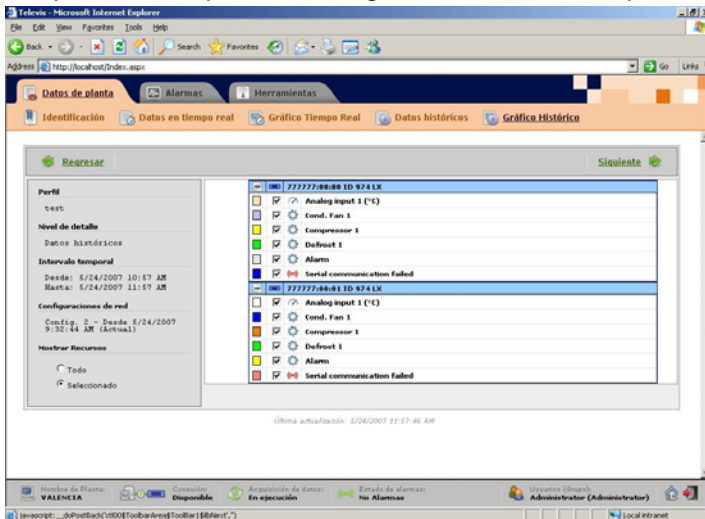 Televis - Microsoft Internet Explorer
File Edit View Favorites Tools Help
Back Search Favorites
Address http://localhost/Index.aspx Go Links
Datos de planta Alarmas Herramientas
Identificación Datos en tiempo real Gráfico Tiempo Real Datos históricos Gráfico Histórico
Regresar Siguiente
Perfil
test
Nivel de detalle
Datos históricos
Intervalo temporal
Desde: 5/24/2007 10:57 AM
Hasta: 5/24/2007 11:57 AM
Configuraciones de red
Config. 2 - Desde 5/24/2007
9:32:44 AM (Actual)
Mostrar Recursos
Todo
Seleccionado
777777:00:00 ID 974 LX
Analog input 1 (°C)
Cond. Fan 1
Compressor 1
Defrost 1
Alarm
Serial communication failed
777777:00:01 ID 974 LX
Analog input 1 (°C)
Cond. Fan 1
Compressor 1
Defrost 1
Alarm
Serial communication failed
Última actualización: 5/24/2007 11:17:46 AM
Nombre de Planta: Conexión: Adquisición de datos: Estado de alarmas: Usuario (Grupo):
VALENCIA Disponible En ejecución No Alarmas Administrator (Administrator)
Local intranet